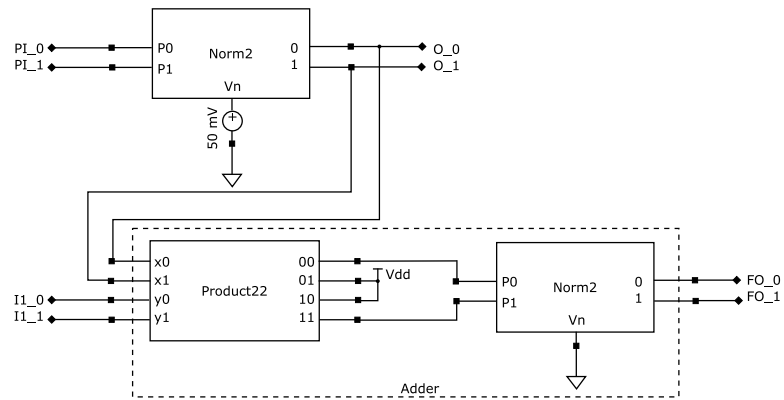 PI_0 P0 0 O_0
Norm2
PI_1 P1 1 O_1
Vn
50 mV
+
x0 00
x1 01 Vdd
Product22
I1_0 y0 10
I1_1 y1 11
P0 0 FO_0
Norm2
P1 1 FO_1
Vn
Adder